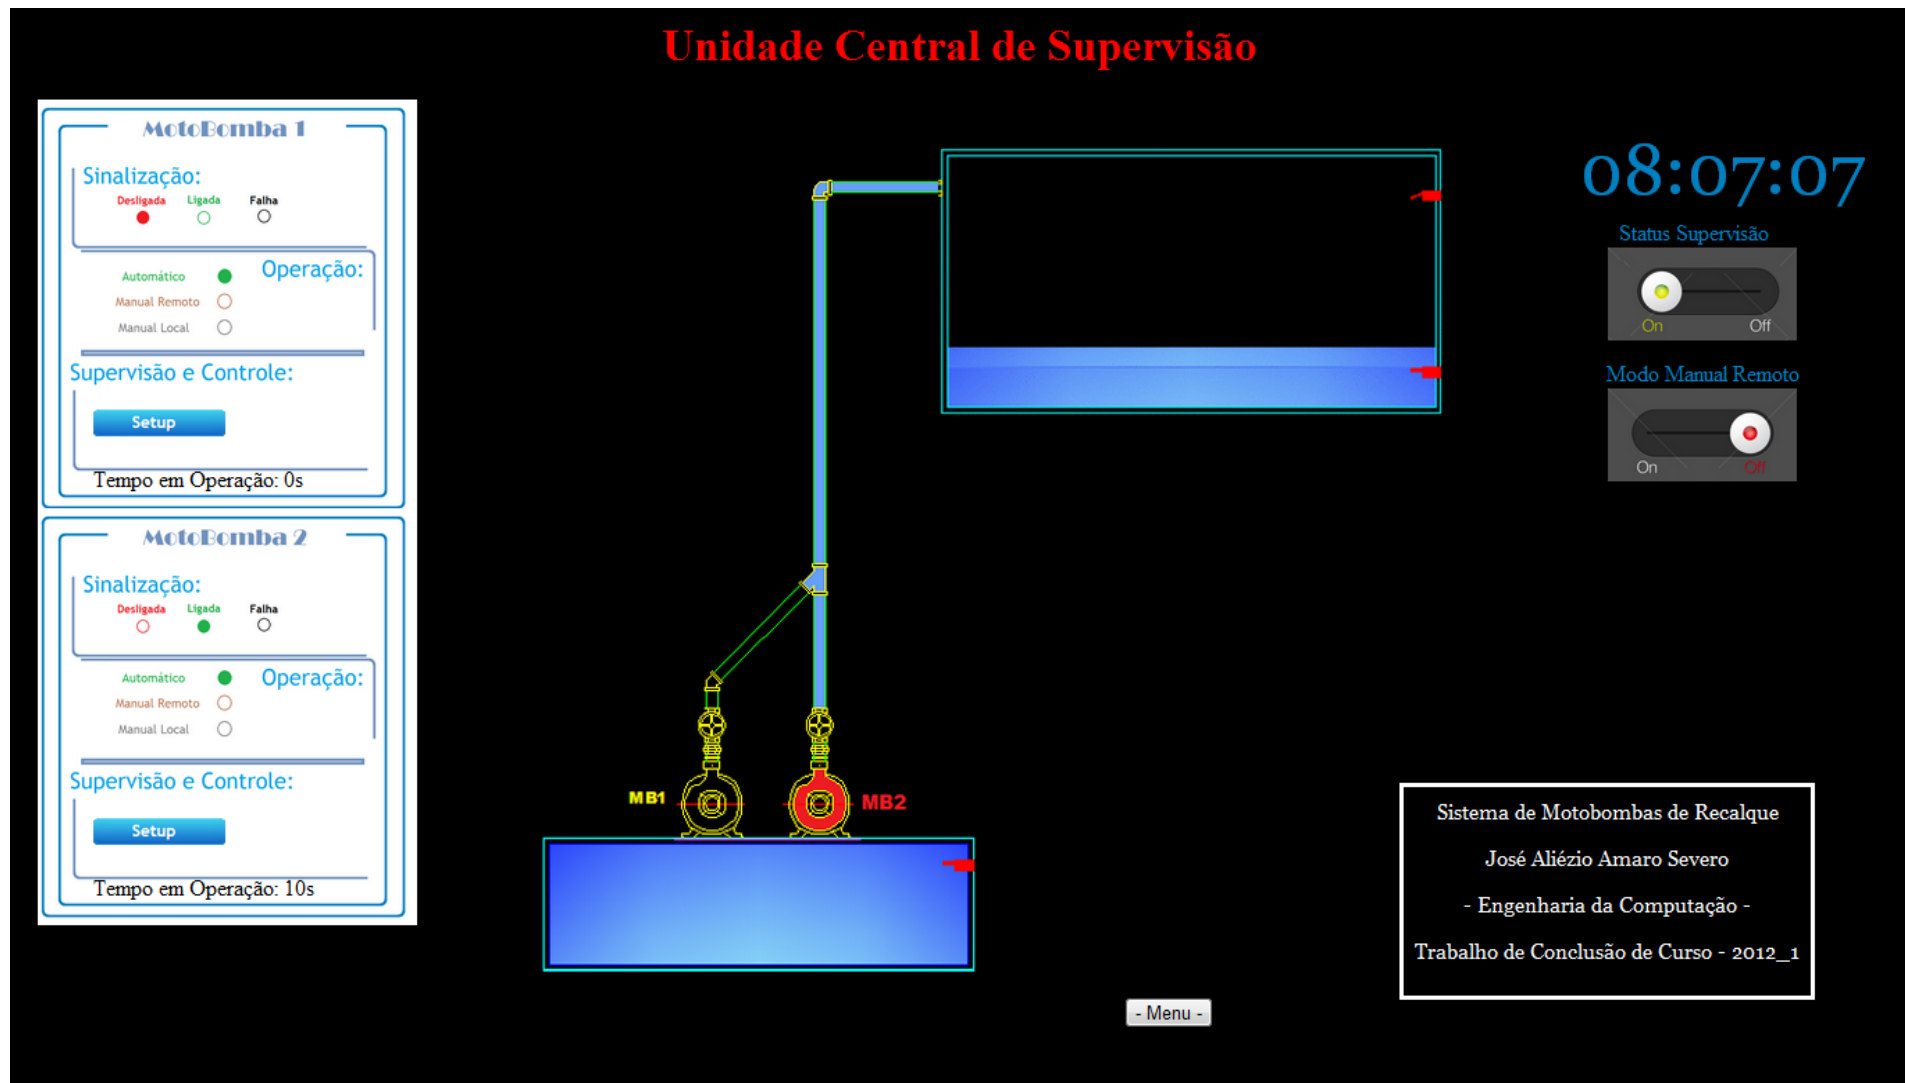 Unidade Central de Supervisão
MotoBomba 1
Sinalização:
Desligada Ligada Falha
Operação:
Automático
Manual Remoto
Manual Local
Supervisão e Controle:
Setup
Tempo em Operação: 0s
MotoBomba 2
Sinalização:
Desligada Ligada Falha
Operação:
Automático
Manual Remoto
Manual Local
Supervisão e Controle:
Setup
Tempo em Operação: 10s
MB1
MB2
08:07:07
Status Supervisão
On Off
Modo Manual Remoto
On Off
Sistema de Motobombas de Recalque
José Aliézio Amaro Severo
- Engenharia da Computação -
Trabalho de Conclusão de Curso - 2012_1
- Menu -